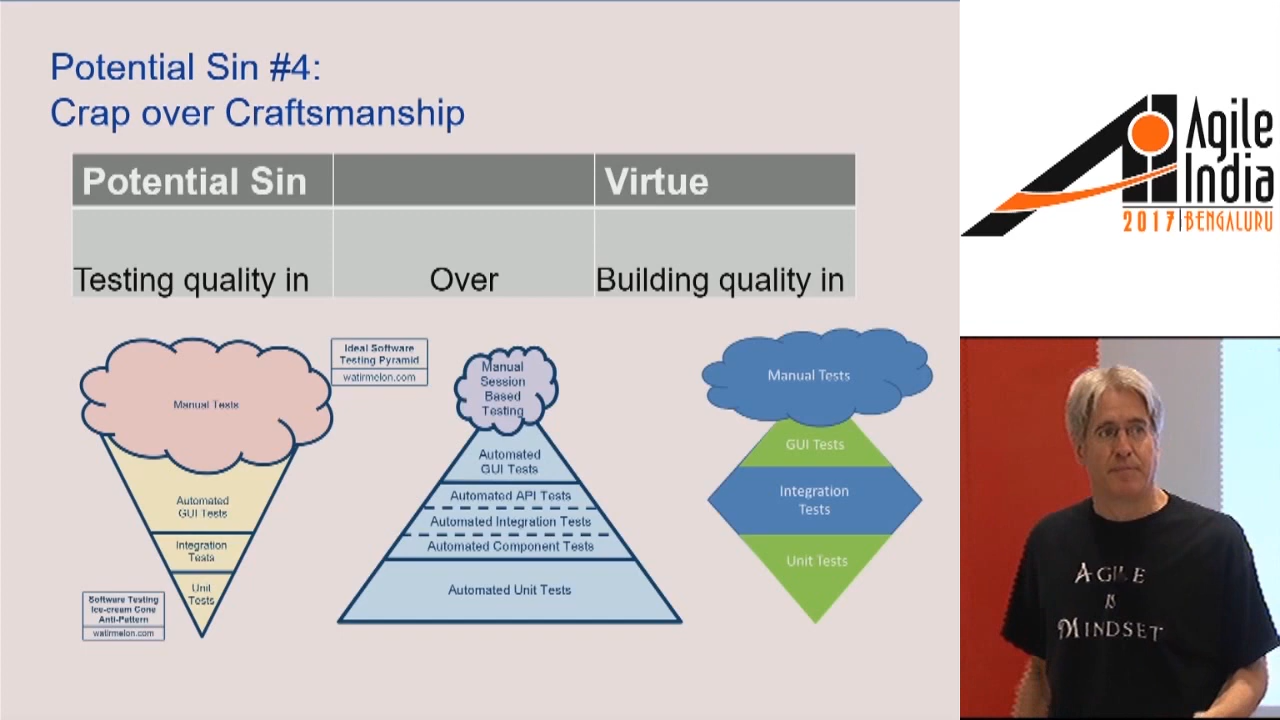 Potential Sin #4:
Crap over Craftsmanship
Potential Sin
Virtue
Testing quality in
Over
Building quality in
Manual Tests
Automated
GUI Tests
Integration
Tests
Unit
Tests
Software Testing
Ice-cream Cone
Anti-Pattern
watirmelon.com
Ideal Software
Testing Pyramid
watirmelon.com
Manual
Session
Based
Testing
Automated
GUI Tests
Automated API Tests
Automated Integration Tests
Automated Component Tests
Automated Unit Tests
Manual Tests
GUI Tests
Integration
Tests
Unit Tests
Agile
India
2017 | BENGALURU
AGILE
IS
MINDSET